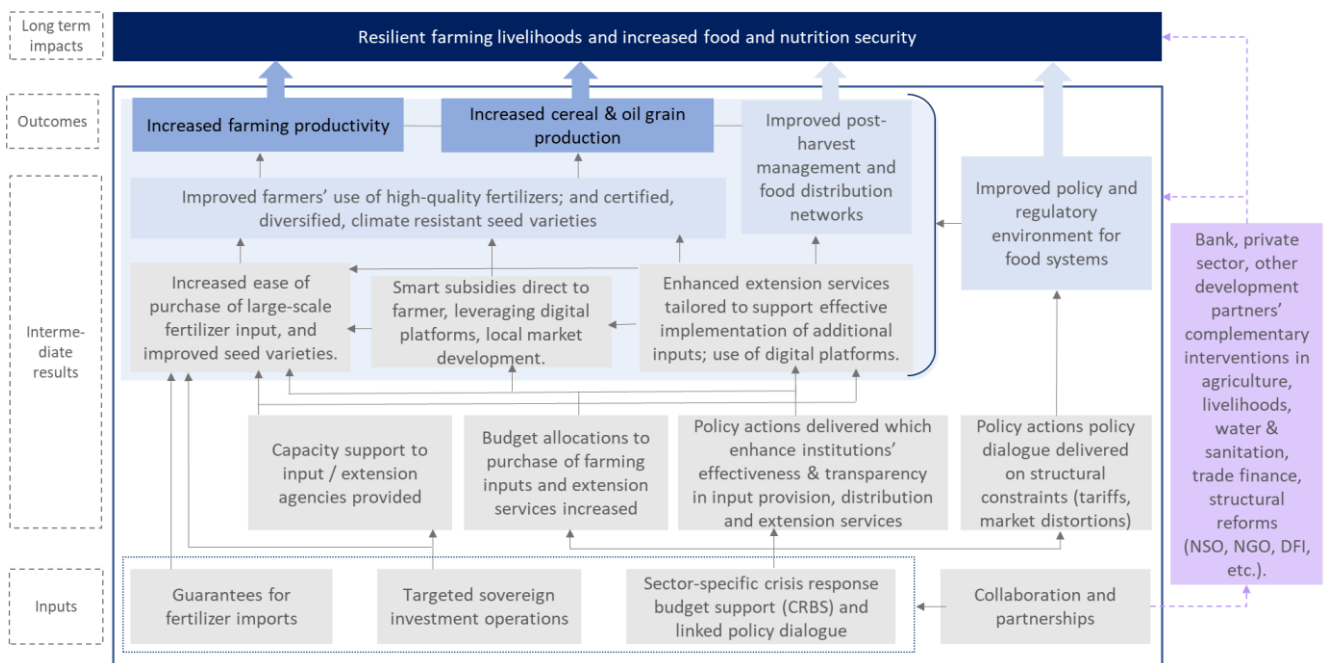 Long term
impacts
Resilient farming livelihoods and increased food and nutrition security
Outcomes
Increased farming productivity
Increased cereal & oil grain
production
Improved post-
harvest
management and
food distribution
networks
Interme-
diate
results
Improved farmers’ use of high-quality fertilizers; and certified,
diversified, climate resistant seed varieties
Improved policy and
regulatory
environment for
food systems
Increased ease of
purchase of large-scale
fertilizer input, and
improved seed varieties.
Smart subsidies direct to
farmer, leveraging digital
platforms, local market
development.
Enhanced extension services
tailored to support effective
implementation of additional
inputs; use of digital platforms.
Capacity support to
input / extension
agencies provided
Budget allocations to
purchase of farming
inputs and extension
services increased
Policy actions delivered which
enhance institutions’
effectiveness & transparency
in input provision, distribution
and extension services
Policy actions policy
dialogue delivered
on structural
constraints (tariffs,
market distortions)
Bank, private
sector, other
development
partners’
complementary
interventions in
agriculture,
livelihoods,
water &
sanitation,
trade finance,
structural
reforms
(NSO, NGO, DFI,
etc.).
Inputs
Guarantees for
fertilizer imports
Targeted sovereign
investment operations
Sector-specific crisis response
budget support (CRBS) and
linked policy dialogue
Collaboration and
partnerships